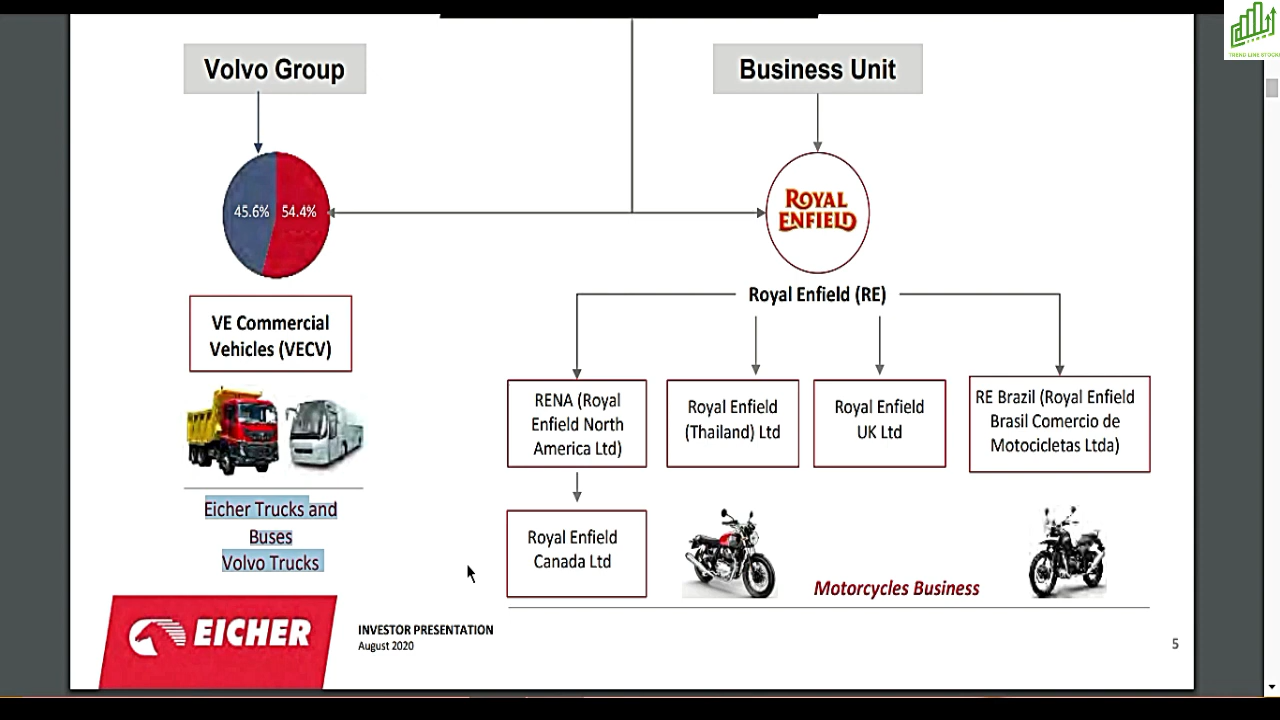 TREND LINE STOCK
Volvo Group
Business Unit
45.6%
54.4%
ROYAL
ENFIELD
Royal Enfield (RE)
VE Commercial
Vehicles (VECV)
RENA (Royal
Enfield North
America Ltd)
Royal Enfield
(Thailand) Ltd
Royal Enfield
UK Ltd
RE Brazil (Royal Enfield
Brasil Comercio de
Motocicletas Ltda)
Eicher Trucks and
Buses
Volvo Trucks
Royal Enfield
Canada Ltd
Motorcycles Business
EICHER
INVESTOR PRESENTATION
August 2020
5